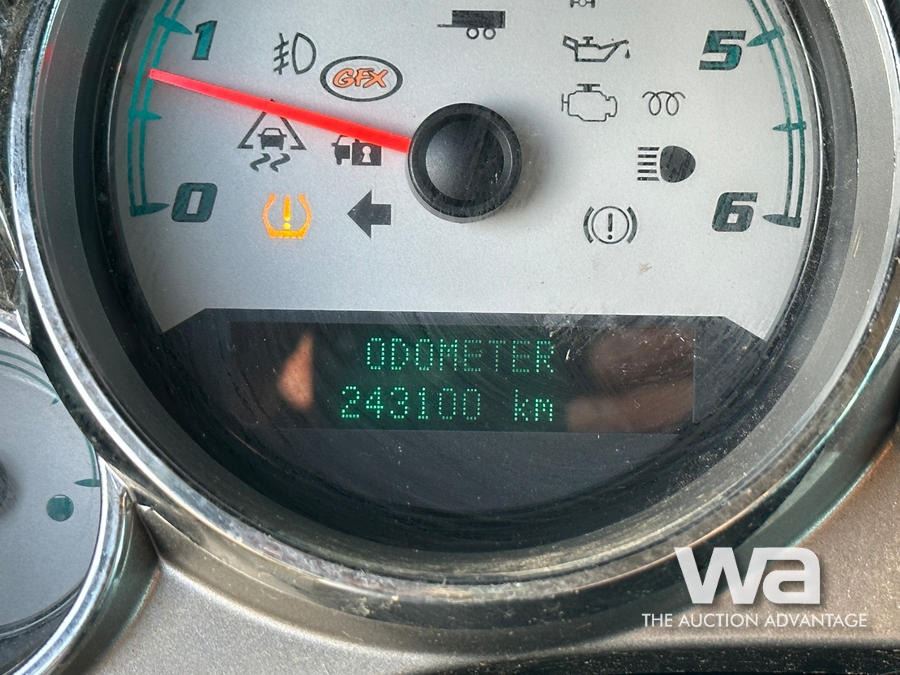 1
5
GFX
0
6
ODOMETER
243100 km
wa
THE AUCTION ADVANTAGE